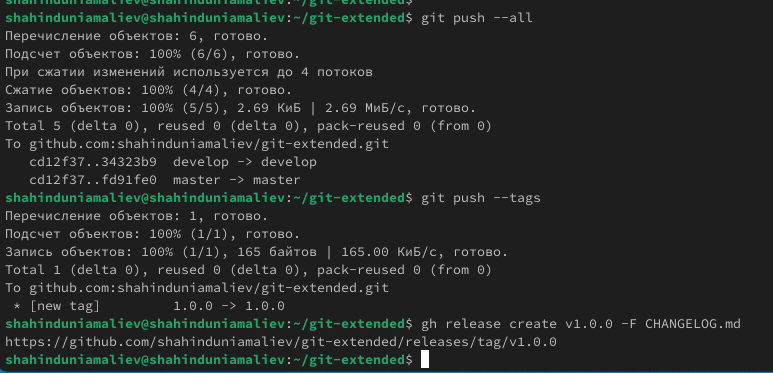 shahinduniamaliev@shahinduniamaliev:~/git-extended$
shahinduniamaliev@shahinduniamaliev:~/git-extended$ git push --all
Перечисление объектов: 6, готово.
Подсчет объектов: 100% (6/6), готово.
При сжатии изменений используется до 4 потоков
Сжатие объектов: 100% (4/4), готово.
Запись объектов: 100% (5/5), 2.69 КиБ | 2.69 МиБ/с, готово.
Total 5 (delta 0), reused 0 (delta 0), pack-reused 0 (from 0)
To github.com:shahinduniamaliev/git-extended.git
   cd12f37..34323b9  develop -> develop
   cd12f37..fd91fe0  master -> master
shahinduniamaliev@shahinduniamaliev:~/git-extended$ git push --tags
Перечисление объектов: 1, готово.
Подсчет объектов: 100% (1/1), готово.
Запись объектов: 100% (1/1), 165 байтов | 165.00 КиБ/с, готово.
Total 1 (delta 0), reused 0 (delta 0), pack-reused 0 (from 0)
To github.com:shahinduniamaliev/git-extended.git
 * [new tag]         1.0.0 -> 1.0.0
shahinduniamaliev@shahinduniamaliev:~/git-extended$ gh release create v1.0.0 -F CHANGELOG.md
https://github.com/shahinduniamaliev/git-extended/releases/tag/v1.0.0
shahinduniamaliev@shahinduniamaliev:~/git-extended$